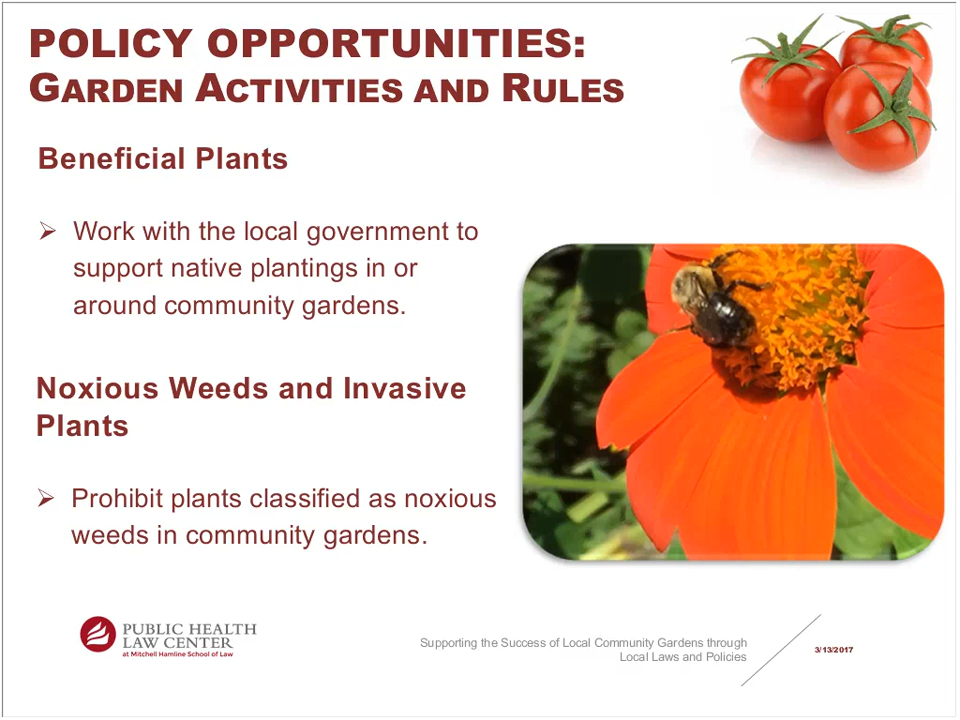 POLICY OPPORTUNITIES:
GARDEN ACTIVITIES AND RULES
Beneficial Plants
➢ Work with the local government to
support native plantings in or
around community gardens.
Noxious Weeds and Invasive
Plants
➢ Prohibit plants classified as noxious
weeds in community gardens.
PUBLIC HEALTH
LAW CENTER
at Mitchell Hamline School of Law
Supporting the Success of Local Community Gardens through
Local Laws and Policies
3/13/2017